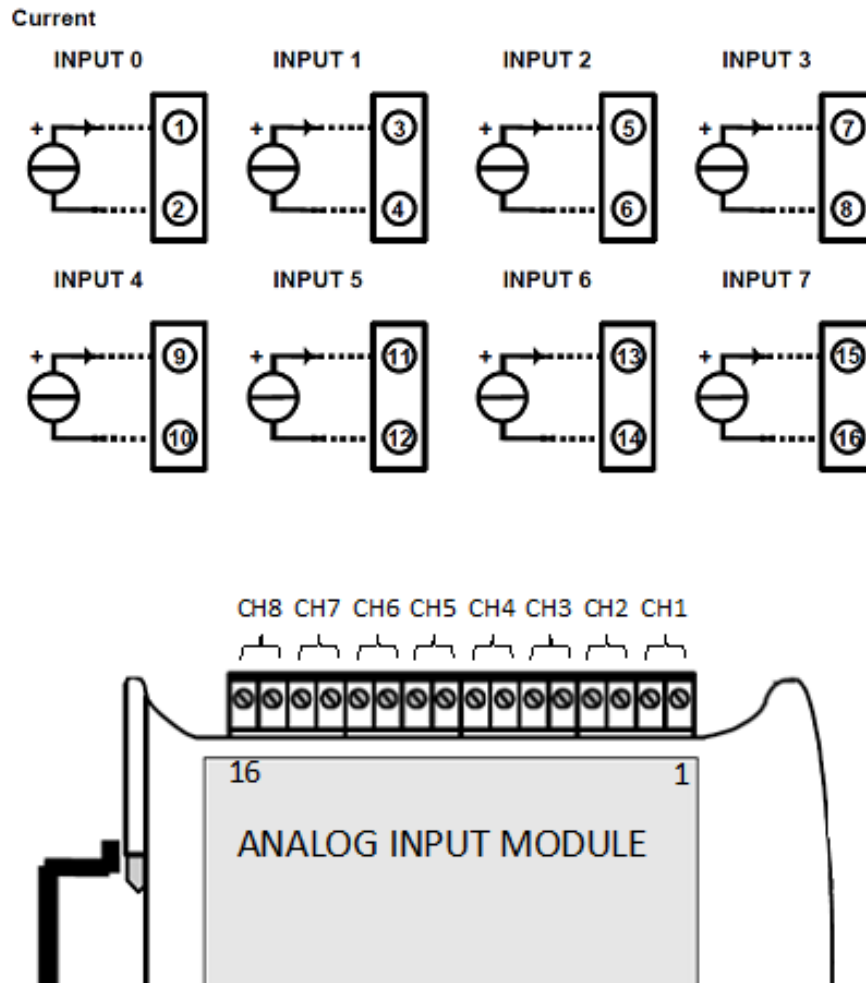 Current
INPUT 0 INPUT 1 INPUT 2 INPUT 3
+ 1 + 3 + 5 + 7
2 4 6 8
INPUT 4 INPUT 5 INPUT 6 INPUT 7
+ 9 + 11 + 13 + 15
10 12 14 16
CH8 CH7 CH6 CH5 CH4 CH3 CH2 CH1
16 1
ANALOG INPUT MODULE